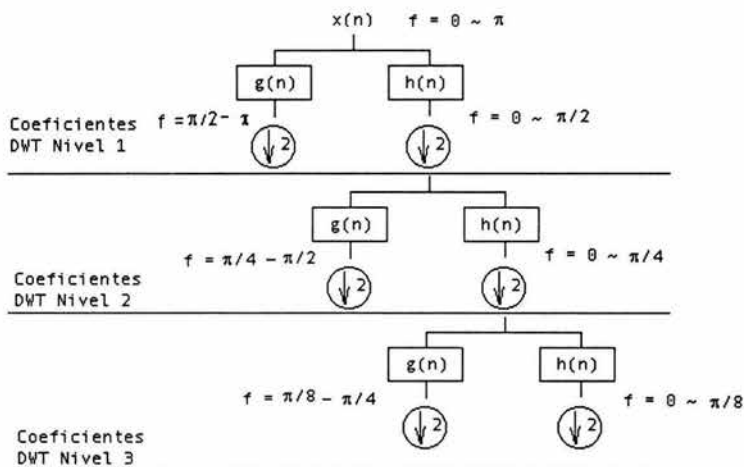 x(n) f = 0 ~ π
g(n) h(n)
f = π/2 - π f = 0 ~ π/2
Coeficientes
DWT Nivel 1
2 2
g(n) h(n)
f = π/4 - π/2 f = 0 ~ π/4
Coeficientes
DWT Nivel 2
2 2
g(n) h(n)
f = π/8 - π/4 f = 0 ~ π/8
2 2
Coeficientes
DWT Nivel 3